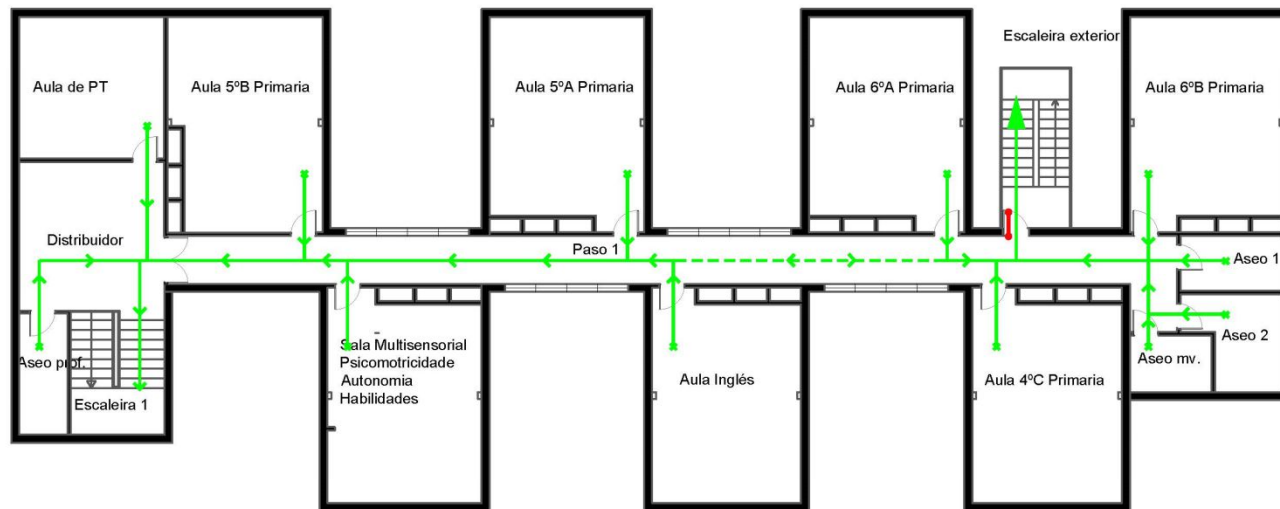 Escaleira exterior
Aula de PT
Aula 5ºB Primaria
Aula 5ºA Primaria
Aula 6ºA Primaria
Aula 6ºB Primaria
Distribuidor
Paso 1
Aseo 1
Aseo prof.
Escaleira 1
Sala Multisensorial
Psicomotricidade
Autonomia
Habilidades
Aula Inglés
Aula 4ºC Primaria
Aseo mv.
Aseo 2